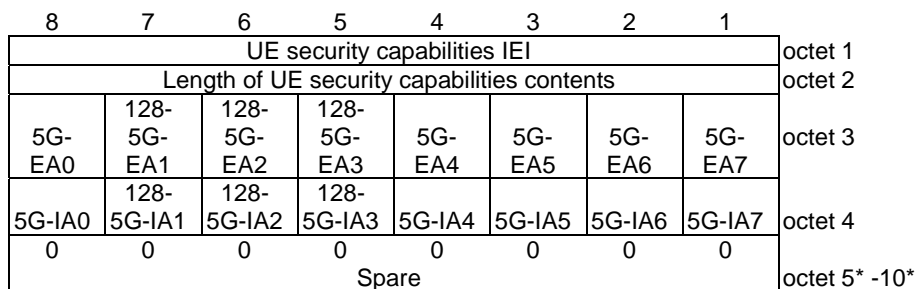 8 7 6 5 4 3 2 1
UE security capabilities IEI octet 1
Length of UE security capabilities contents octet 2
128- 128- 128-
5G- 5G- 5G- 5G- 5G- 5G- 5G- 5G- octet 3
EA0 EA1 EA2 EA3 EA4 EA5 EA6 EA7
128- 128- 128-
5G-IA0 5G-IA1 5G-IA2 5G-IA3 5G-IA4 5G-IA5 5G-IA6 5G-IA7 octet 4
0 0 0 0 0 0 0 0
Spare octet 5* -10*